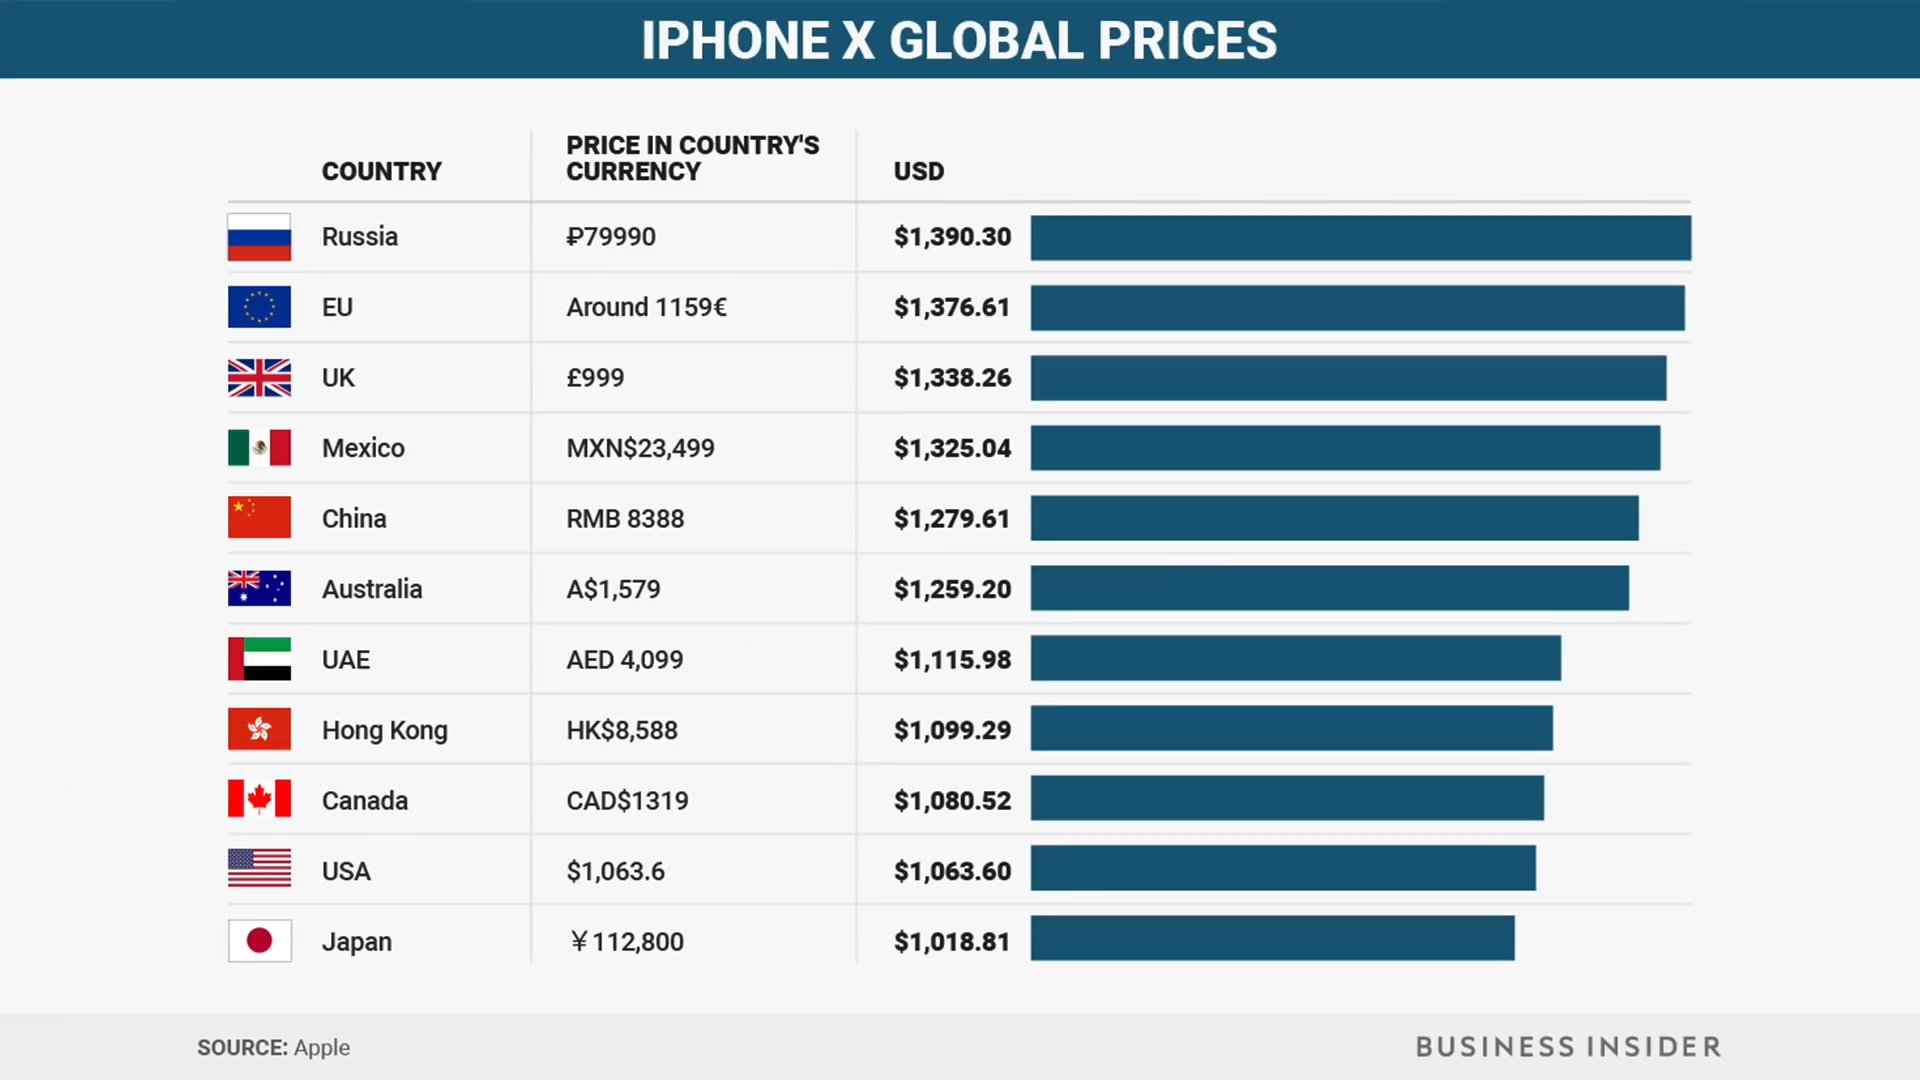 IPHONE X GLOBAL PRICES
COUNTRY
PRICE IN COUNTRY'S
CURRENCY
USD
Russia ₽79990 $1,390.30
EU Around 1159€ $1,376.61
UK £999 $1,338.26
Mexico MXN$23,499 $1,325.04
China RMB 8388 $1,279.61
Australia A$1,579 $1,259.20
UAE AED 4,099 $1,115.98
Hong Kong HK$8,588 $1,099.29
Canada CAD$1319 $1,080.52
USA $1,063.6 $1,063.60
Japan ￥112,800 $1,018.81
SOURCE: Apple
BUSINESS INSIDER